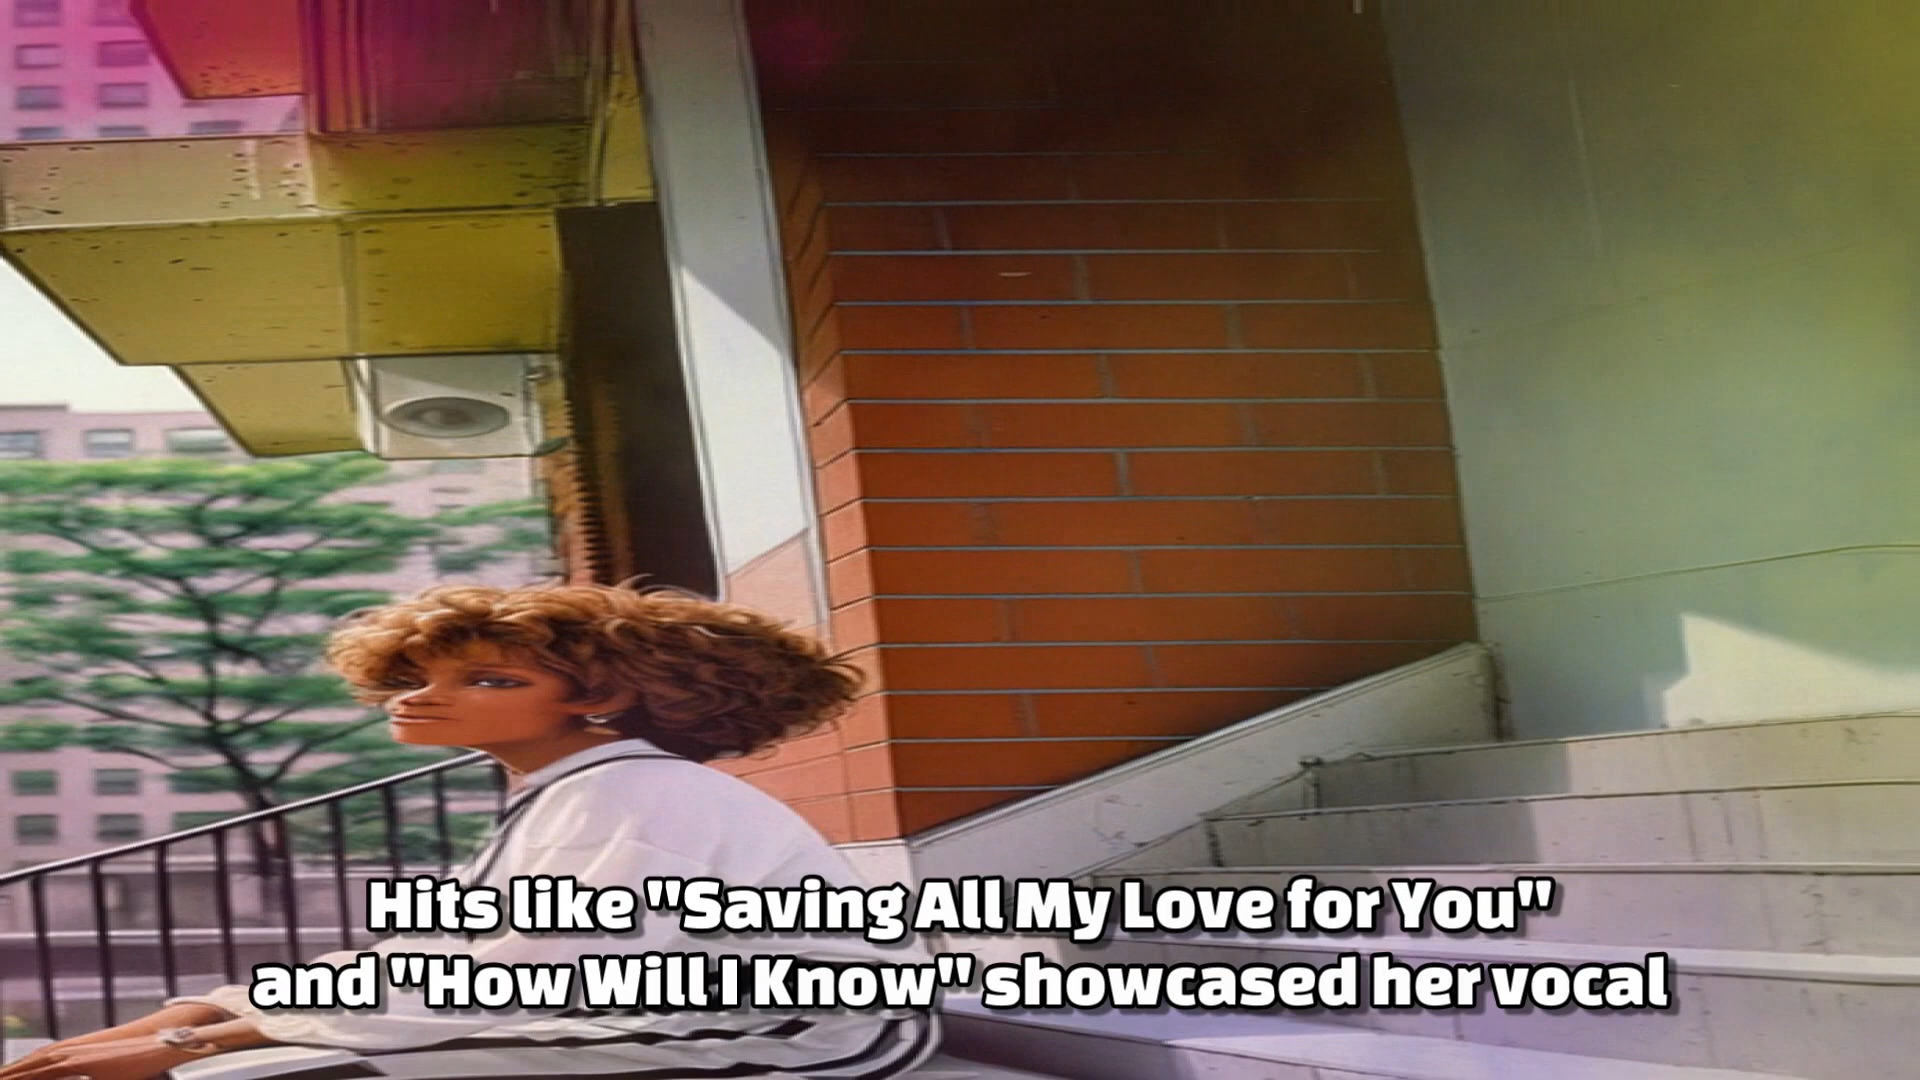 Hits like "Saving All My Love for You"
and "How Will I Know" showcased her vocal